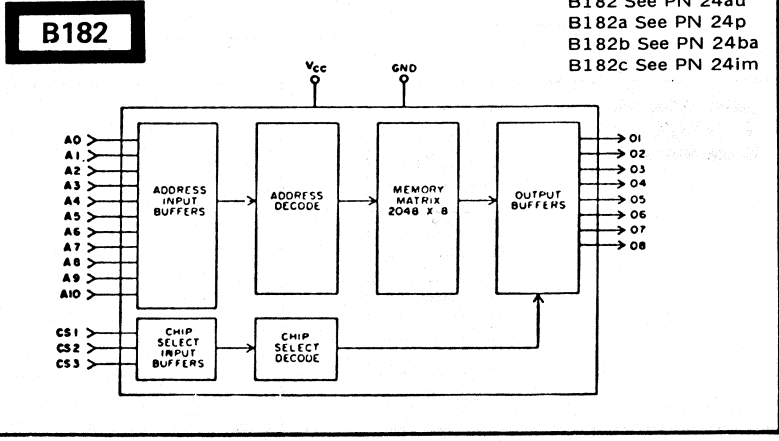 B182
B182 See PN 24au
B182a See PN 24p
B182b See PN 24ba
B182c See PN 24im
VCC
GND
A0
A1
A2
A3
A4
A5
A6
A7
A8
A9
A10
ADDRESS
INPUT
BUFFERS
ADDRESS
DECODE
MEMORY
MATRIX
2048 X 8
OUTPUT
BUFFERS
O1
O2
O3
O4
O5
O6
O7
O8
CS1
CS2
CS3
CHIP
SELECT
INPUT
BUFFERS
CHIP
SELECT
DECODE